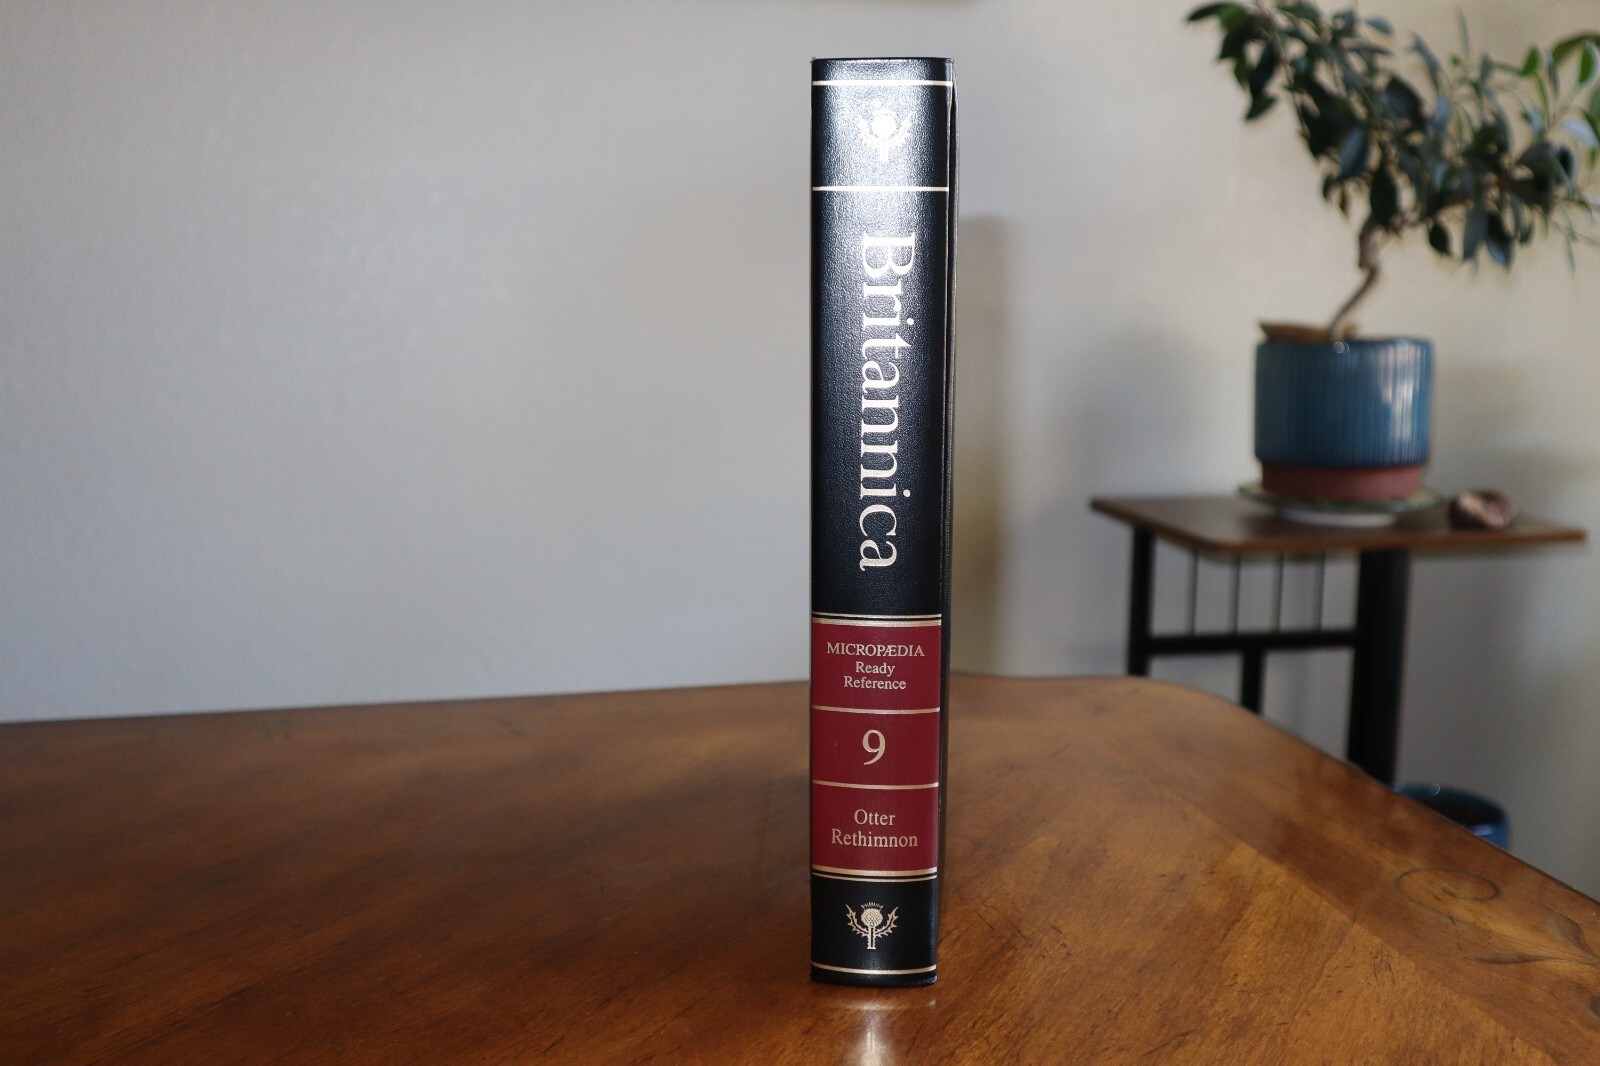 Britannica
MICROPÆDIA
Ready
Reference
9
Otter
Rethimnon